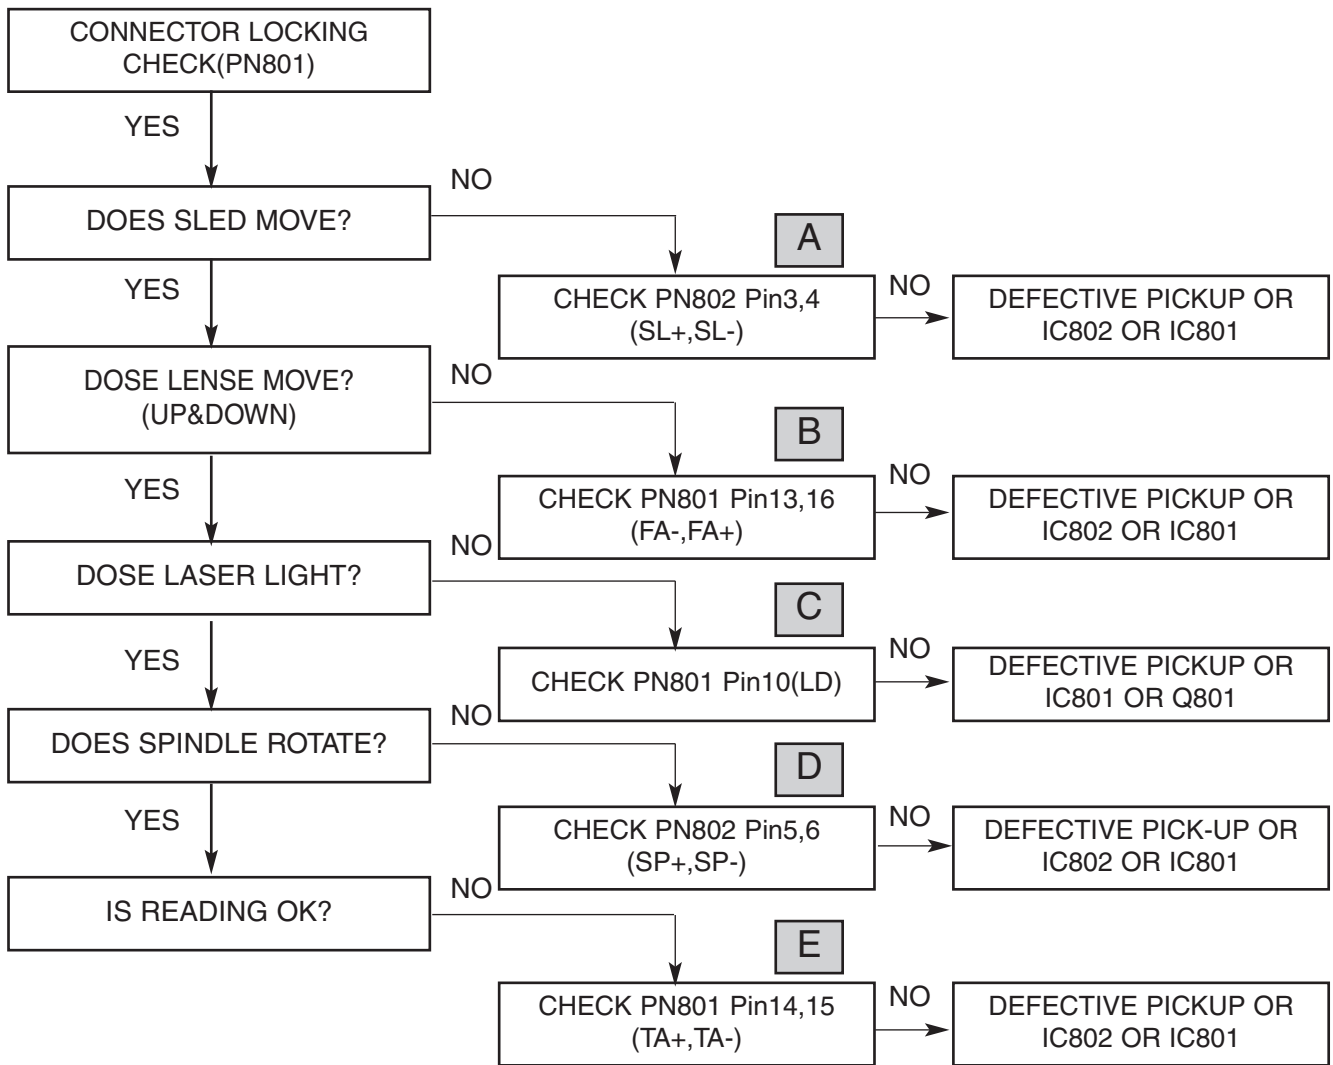 CONNECTOR LOCKING
CHECK(PN801)
YES
NO
DOES SLED MOVE?
A
YES
CHECK PN802 Pin3,4
(SL+,SL-)
NO
DEFECTIVE PICKUP OR
IC802 OR IC801
DOSE LENSE MOVE?
(UP&DOWN)
NO
B
YES
CHECK PN801 Pin13,16
(FA-,FA+)
NO
DEFECTIVE PICKUP OR
IC802 OR IC801
DOSE LASER LIGHT?
NO
C
YES
CHECK PN801 Pin10(LD)
NO
DEFECTIVE PICKUP OR
IC801 OR Q801
DOES SPINDLE ROTATE?
NO
D
YES
CHECK PN802 Pin5,6
(SP+,SP-)
NO
DEFECTIVE PICK-UP OR
IC802 OR IC801
IS READING OK?
NO
E
CHECK PN801 Pin14,15
(TA+,TA-)
NO
DEFECTIVE PICKUP OR
IC802 OR IC801